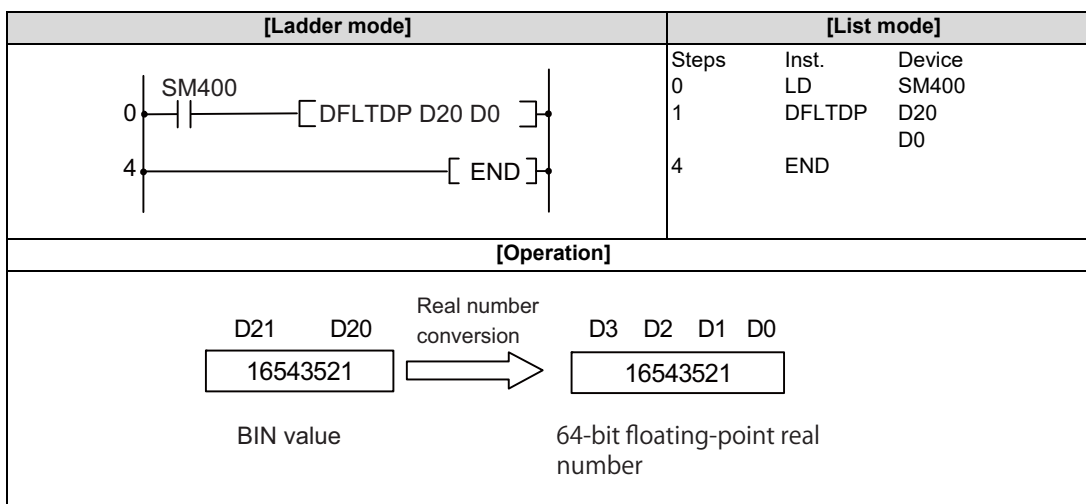 [Ladder mode] [List mode]
SM400
0 DFLTDP D20 D0
4 END
Steps Inst. Device
0 LD SM400
1 DFLTDP D20
D0
4 END
[Operation]
Real number
conversion
D21 D20
D3 D2 D1 D0
16543521
16543521
BIN value
64-bit floating-point real
number